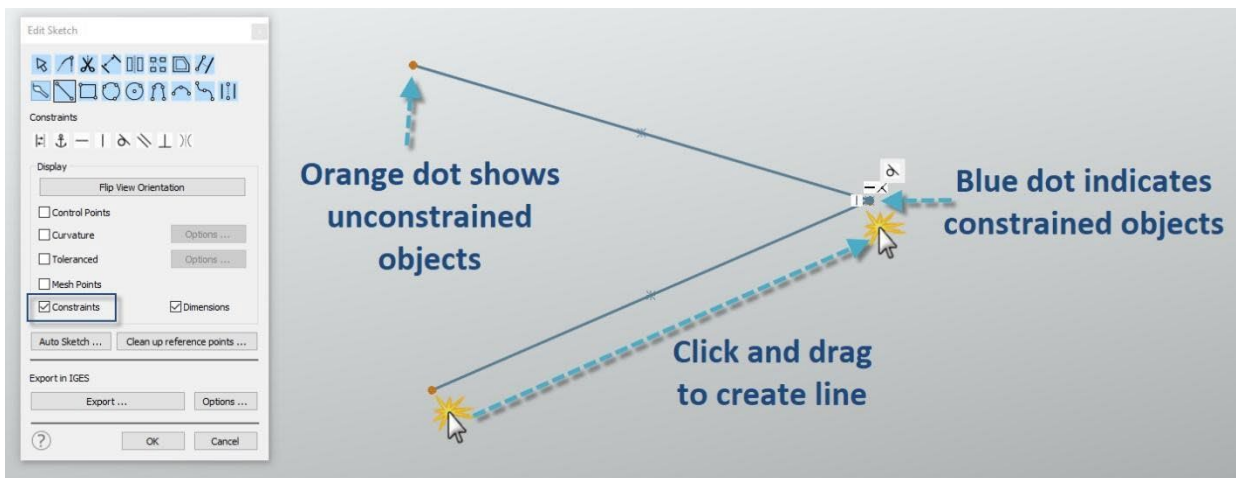 Edit Sketch
Constraints
Display
Flip View Orientation
Control Points
Curvature
Options ...
Toleranced
Options ...
Mesh Points
Constraints
Dimensions
Auto Sketch ...
Clean up reference points ...
Export in IGES
Export ...
Options ...
?
OK
Cancel
Orange dot shows
unconstrained
objects
Blue dot indicates
constrained objects
Click and drag
to create line